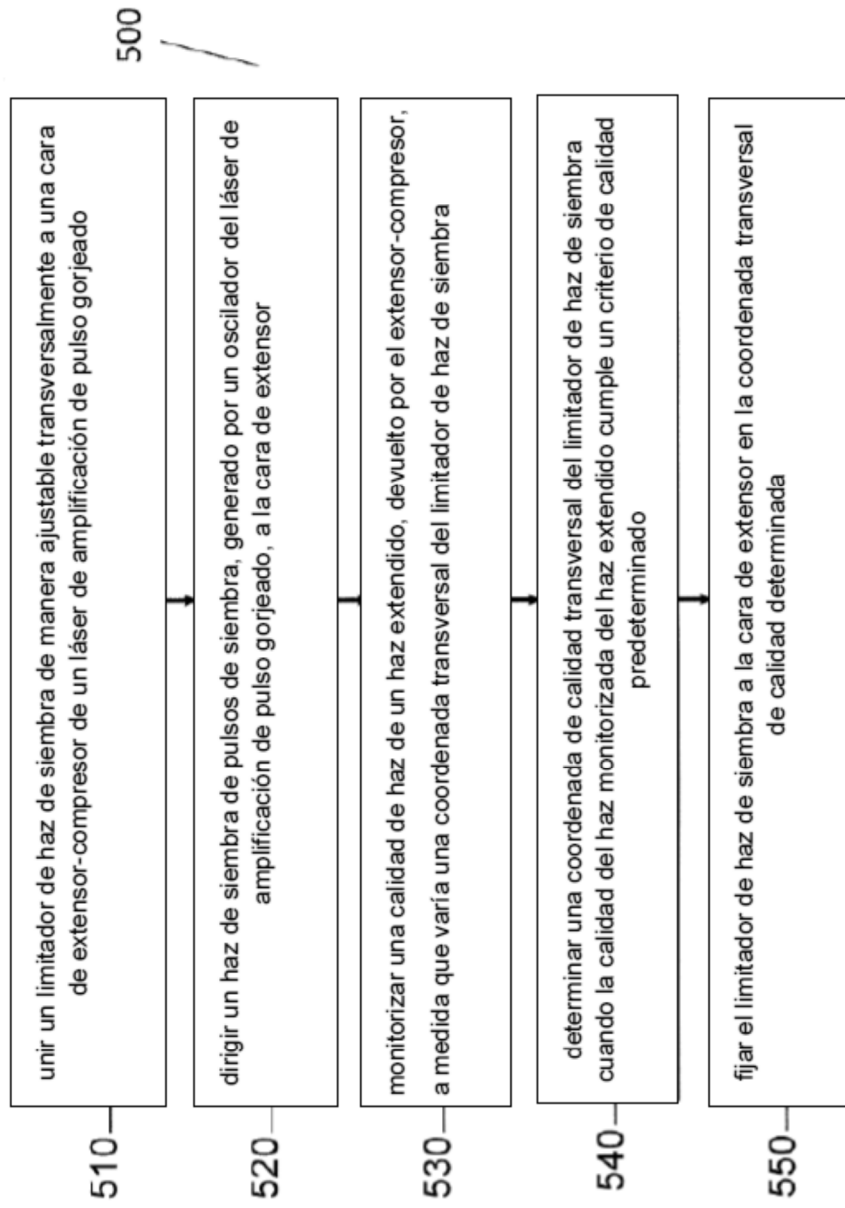 500
510
unir un limitador de haz de siembra de manera ajustable transversalmente a una cara
de extensor-compresor de un láser de amplificación de pulso gorjeado
520
dirigir un haz de siembra de pulsos de siembra, generado por un oscilador del láser de
amplificación de pulso gorjeado, a la cara de extensor
530
monitorizar una calidad de haz de un haz extendido, devuelto por el extensor-compresor,
a medida que varía una coordenada transversal del limitador de haz de siembra
540
determinar una coordenada de calidad transversal del limitador de haz de siembra
cuando la calidad del haz monitorizada del haz extendido cumple un criterio de calidad
predeterminado
550
fijar el limitador de haz de siembra a la cara de extensor en la coordenada transversal
de calidad determinada